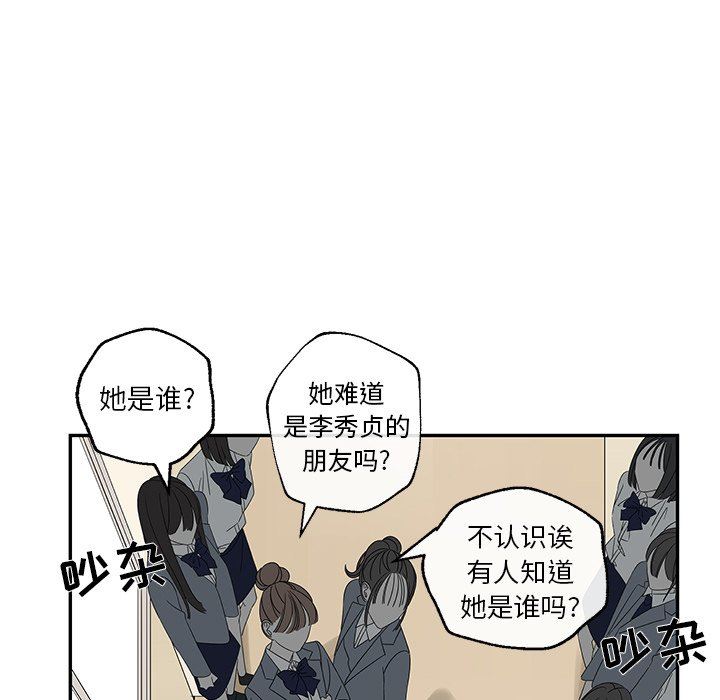 她是谁?
她难道
是李秀贞的
朋友吗?
不认识诶
有人知道
她是谁吗?
吵杂
吵杂